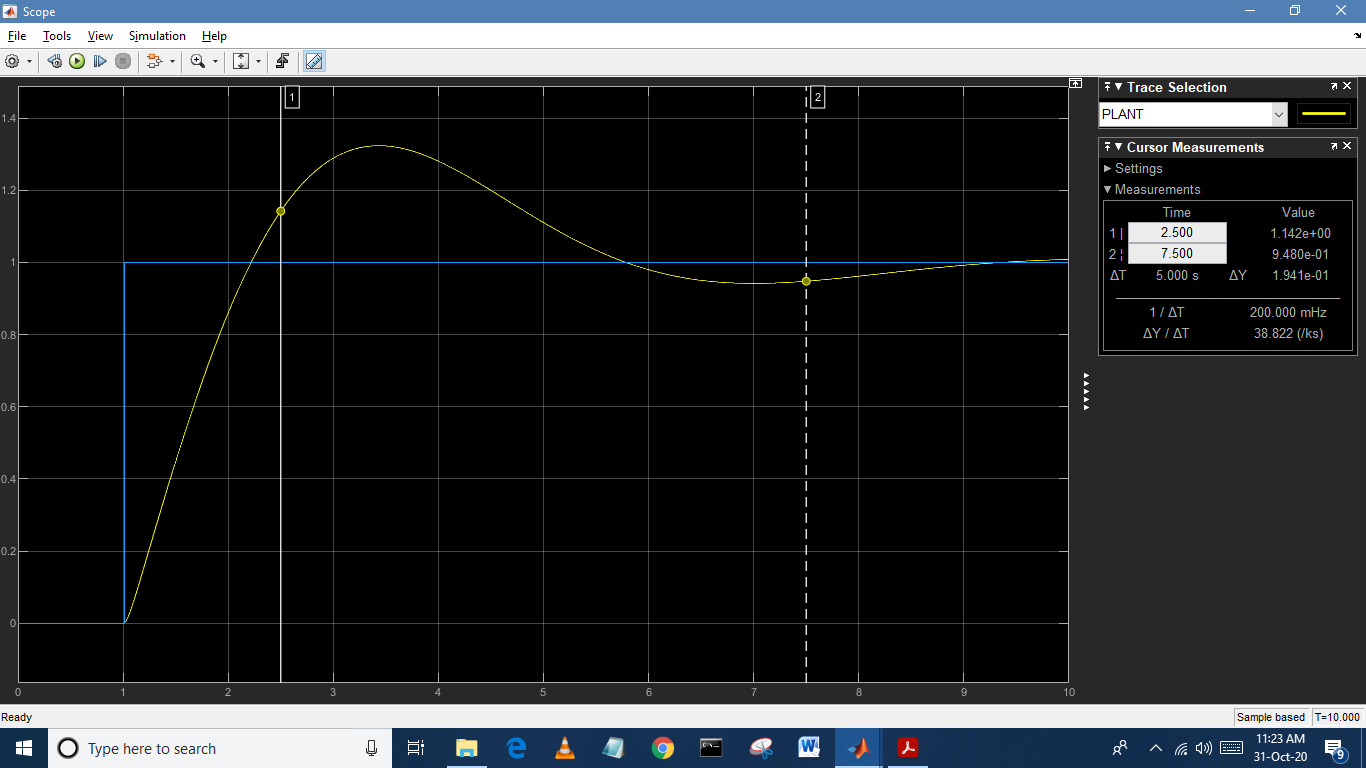 Scope
File Tools View Simulation Help
1 2
1.4
1.2
1
0.8
0.6
0.4
0.2
0
0 1 2 3 4 5 6 7 8 9 10
Trace Selection
PLANT
Cursor Measurements
Settings
Measurements
Time Value
1 | 2.500 1.142e+00
2 ¦ 7.500 9.480e-01
ΔT 5.000 s ΔY 1.941e-01
1 / ΔT 200.000 mHz
ΔY / ΔT 38.822 (/ks)
Ready Sample based T=10.000
Type here to search
11:23 AM
31-Oct-20
9